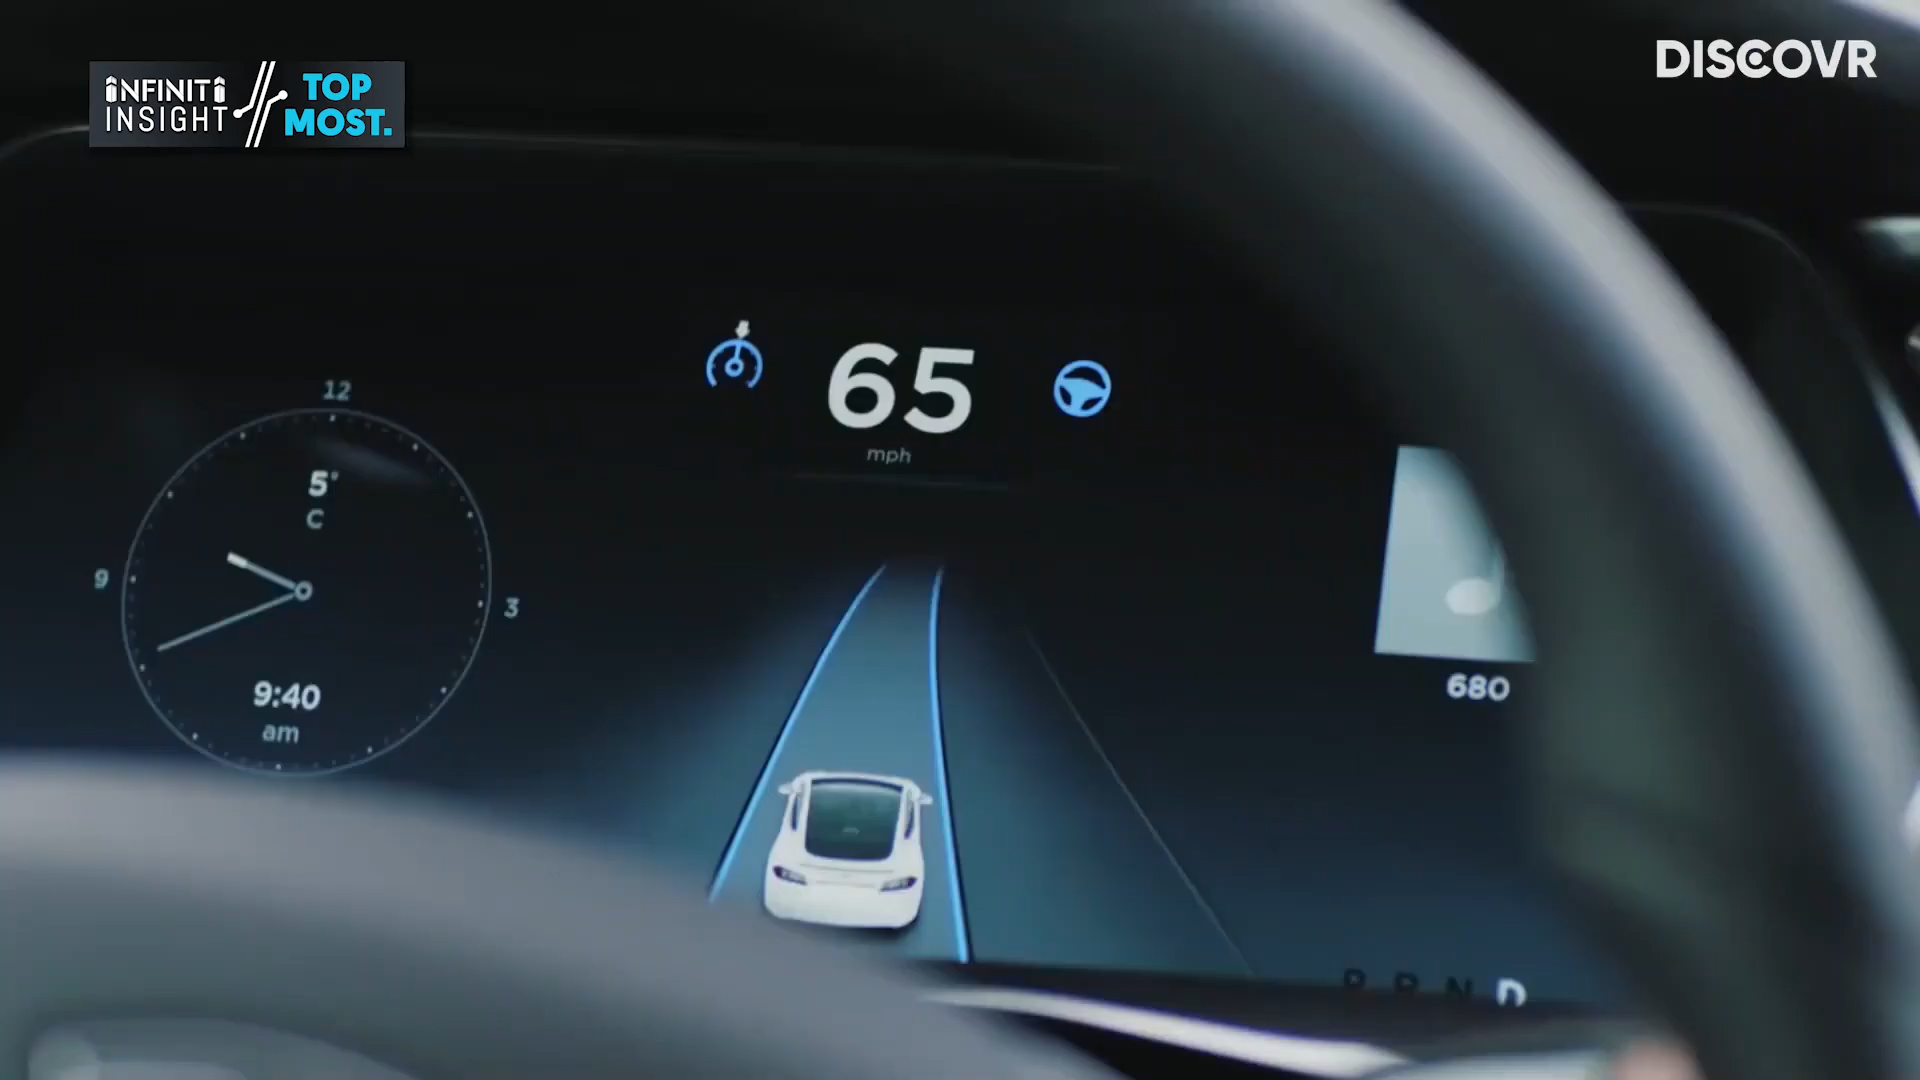 INFINITI
INSIGHT
TOP
MOST.
DISCOVR
65
mph
12
5°
C
9
3
9:40
am
680
P R N D